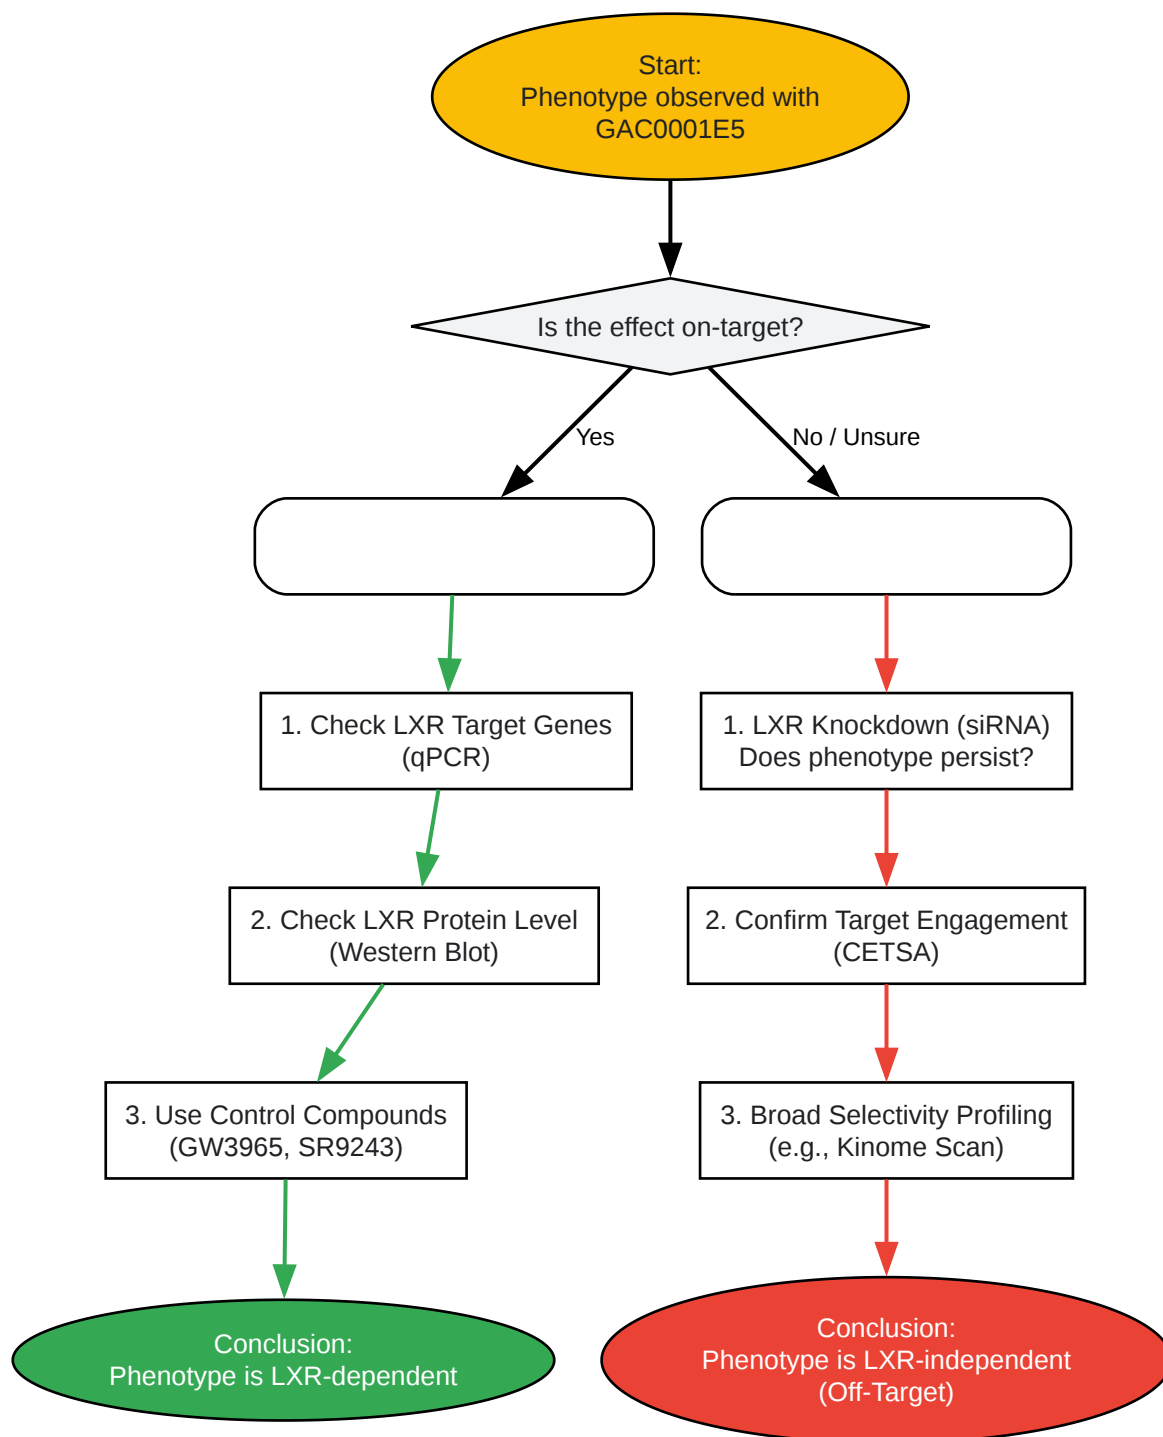 Start:
Phenotype observed with
GAC0001E5
Is the effect on-target?
Yes
No / Unsure
1. Check LXR Target Genes
(qPCR)
1. LXR Knockdown (siRNA)
Does phenotype persist?
2. Check LXR Protein Level
(Western Blot)
2. Confirm Target Engagement
(CETSA)
3. Use Control Compounds
(GW3965, SR9243)
3. Broad Selectivity Profiling
(e.g., Kinome Scan)
Conclusion:
Phenotype is LXR-dependent
Conclusion:
Phenotype is LXR-independent
(Off-Target)